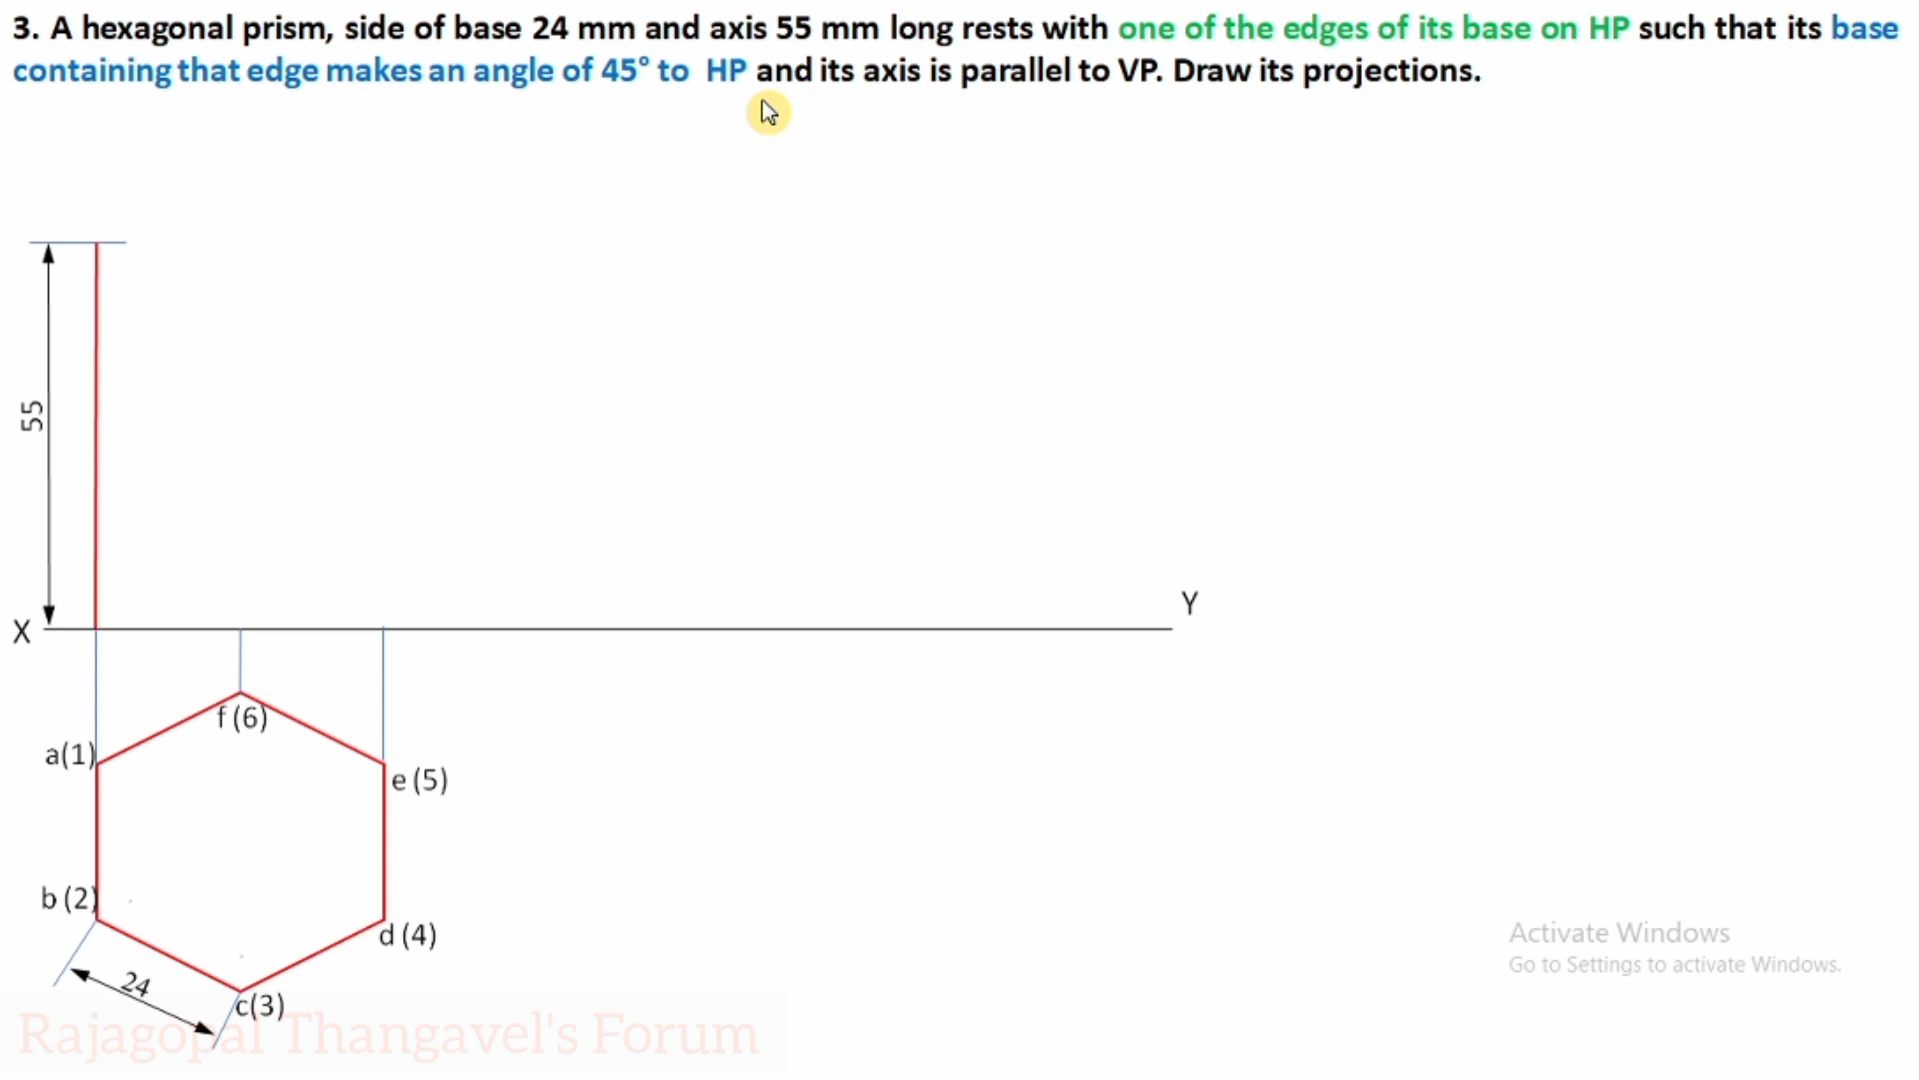 3. A hexagonal prism, side of base 24 mm and axis 55 mm long rests with one of the edges of its base on HP such that its base
containing that edge makes an angle of 45° to HP and its axis is parallel to VP. Draw its projections.
55
Y
X
f (6)
a(1)
e (5)
b (2)
d (4)
24
c(3)
Activate Windows
Go to Settings to activate Windows.
Rajagopal Thangavel's Forum